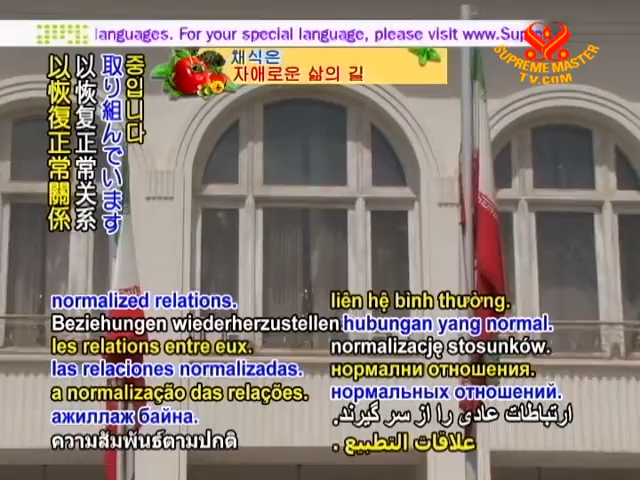 languages. For your special language, please visit www.Sup
채식은
자애로운 삶의 길
SUPREME MASTER
TV.COM
중입니다
取り組んでいます
以恢复正常关系
以恢復正常關係
normalized relations.
Beziehungen wiederherzustellen.
les relations entre eux.
las relaciones normalizadas.
a normalização das relações.
ажиллаж байна.
ความสัมพันธ์ตามปกติ
liên hệ bình thường.
hubungan yang normal.
normalizację stosunków.
нормални отношения.
нормальных отношений.
ارتباطات عادی را از سر گیرند.
علاقات التطبيع .